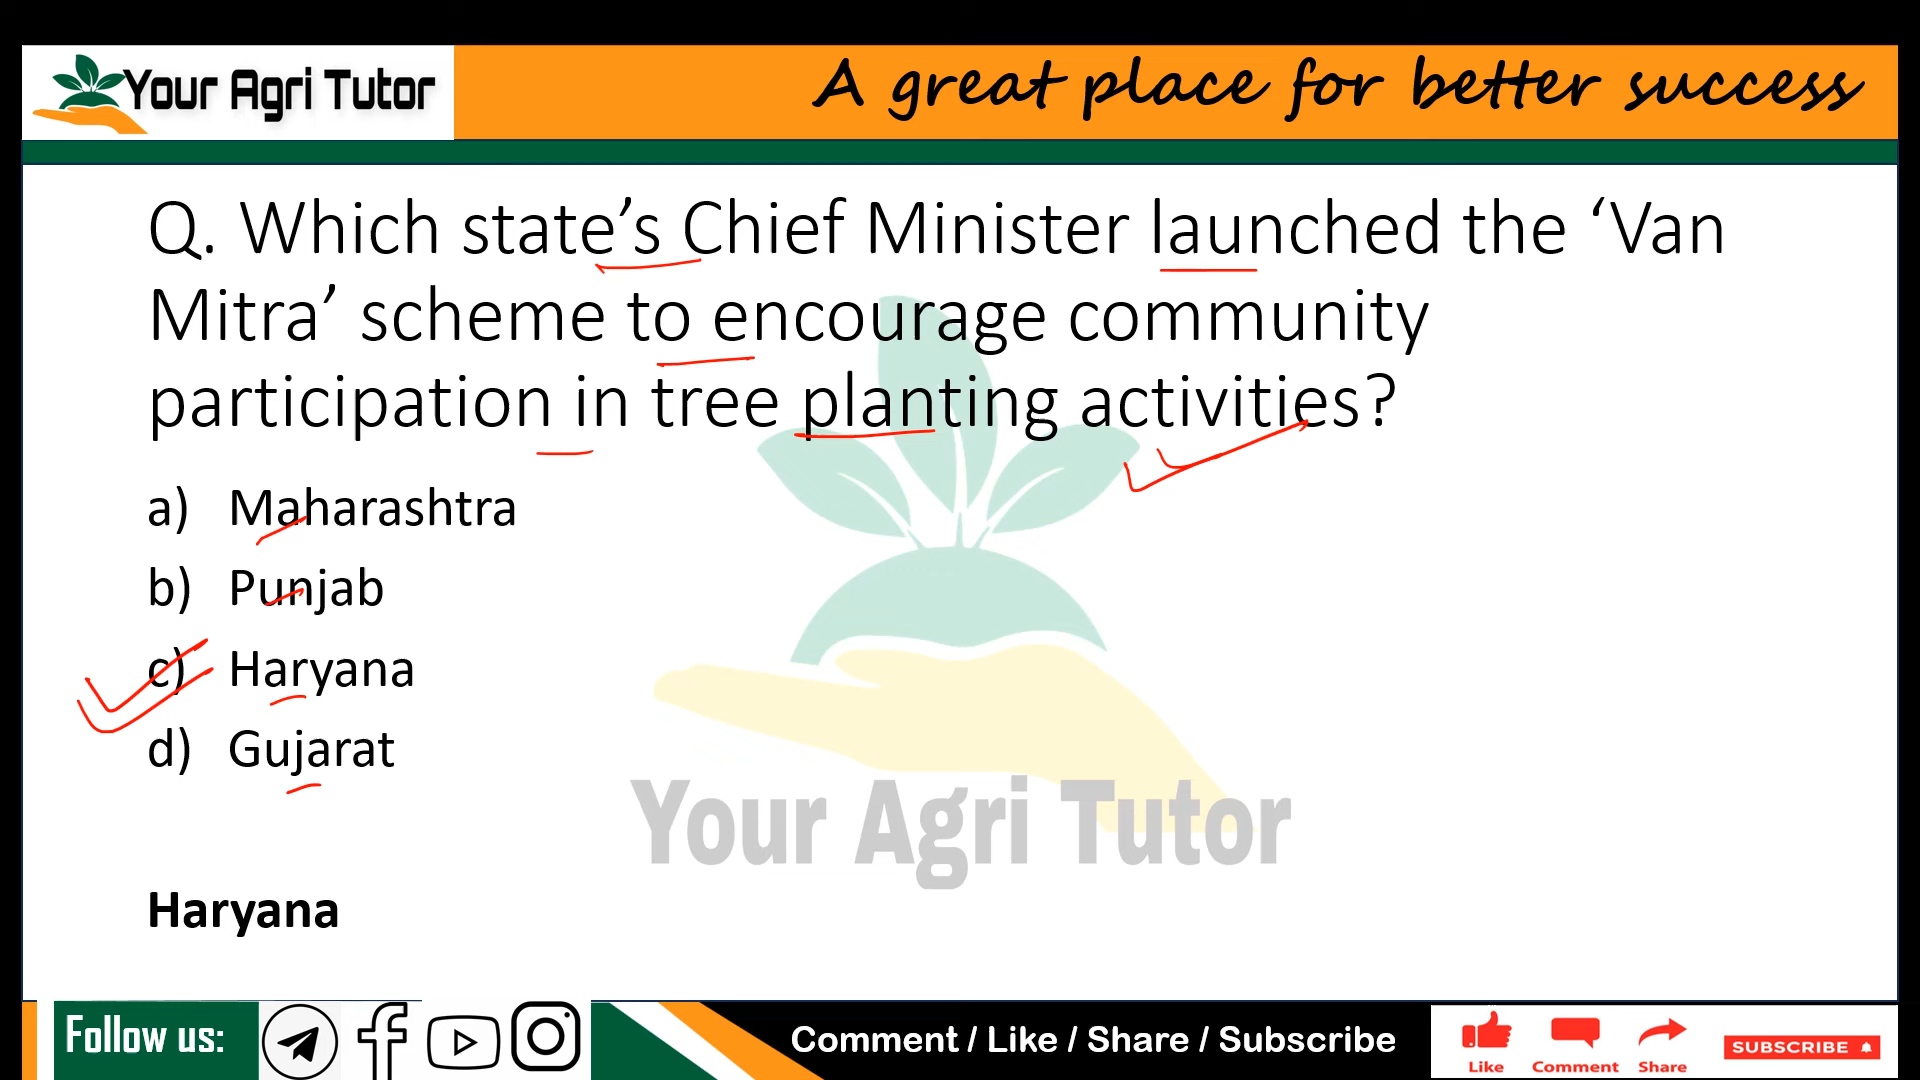 Your Agri Tutor
A great place for better success
Q. Which state’s Chief Minister launched the ‘Van
Mitra’ scheme to encourage community
participation in tree planting activities?
a) Maharashtra
b) Punjab
c) Haryana
d) Gujarat
Your Agri Tutor
Haryana
Follow us:
Comment / Like / Share / Subscribe
Like Comment Share SUBSCRIBE